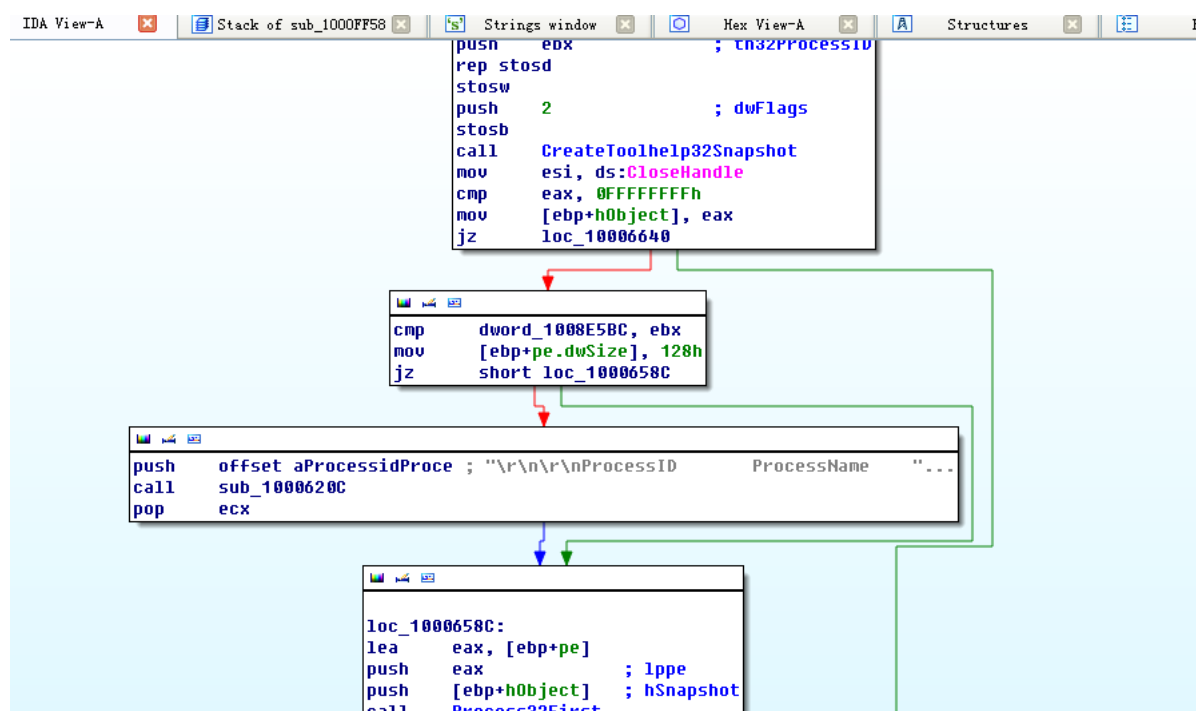 IDA View-A Stack of sub_1000FF58 's' Strings window Hex View-A A Structures
push ebx ; th32ProcessID
rep stosd
stosw
push 2 ; dwFlags
stosb
call CreateToolhelp32Snapshot
mov esi, ds:CloseHandle
cmp eax, 0FFFFFFFFh
mov [ebp+hObject], eax
jz loc_10006640
cmp dword_1008E5BC, ebx
mov [ebp+pe.dwSize], 128h
jz short loc_1000658C
push offset aProcessidProce ; "\r\n\r\nProcessID ProcessName "...
call sub_1000620C
pop ecx
loc_1000658C:
lea eax, [ebp+pe]
push eax ; lppe
push [ebp+hObject] ; hSnapshot
call Process32First